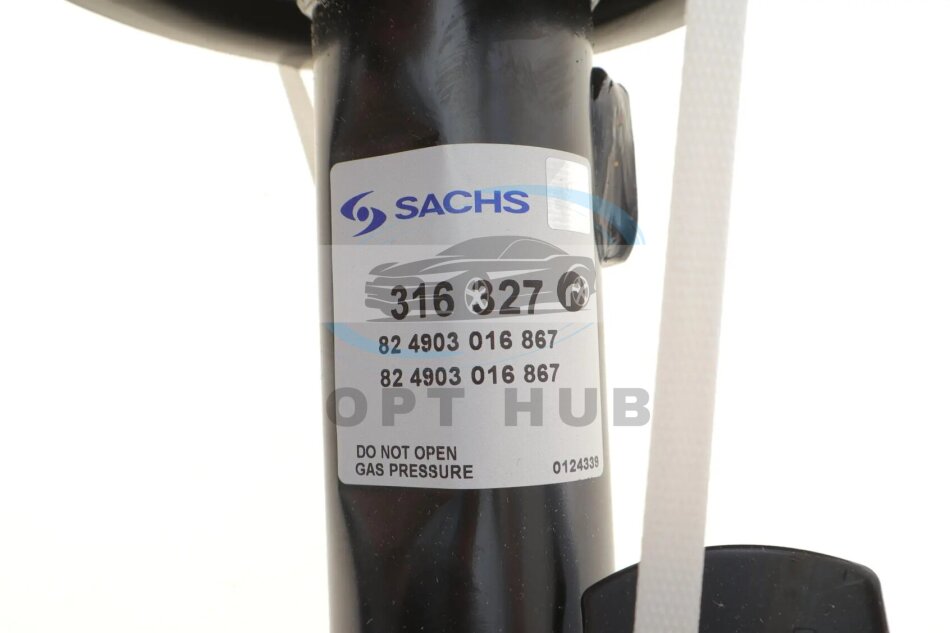 SACHS
316 327
82 4903 016 867
82 4903 016 867
OPT HUB
DO NOT OPEN
GAS PRESSURE
0124339